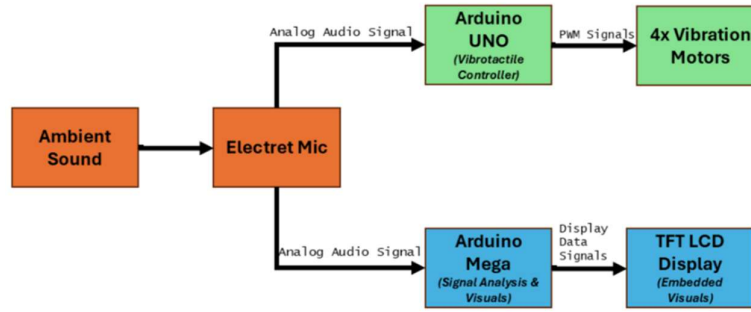 Analog Audio Signal
Arduino
UNO
(Vibrotactile
Controller)
PWM Signals
4x Vibration
Motors
Ambient
Sound
Electret Mic
Analog Audio Signal
Arduino
Mega
(Signal Analysis &
Visuals)
Display
Data
Signals
TFT LCD
Display
(Embedded
Visuals)